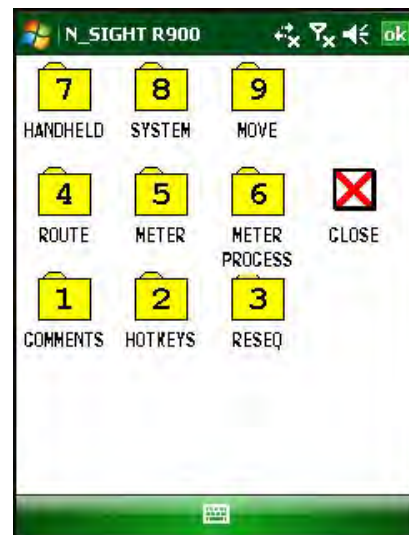 N_SIGHT R900
ok
7 8 9
HANDHELD SYSTEM MOVE
4 5 6
ROUTE METER METER PROCESS CLOSE
1 2 3
COMMENTS HOTKEYS RESEQ